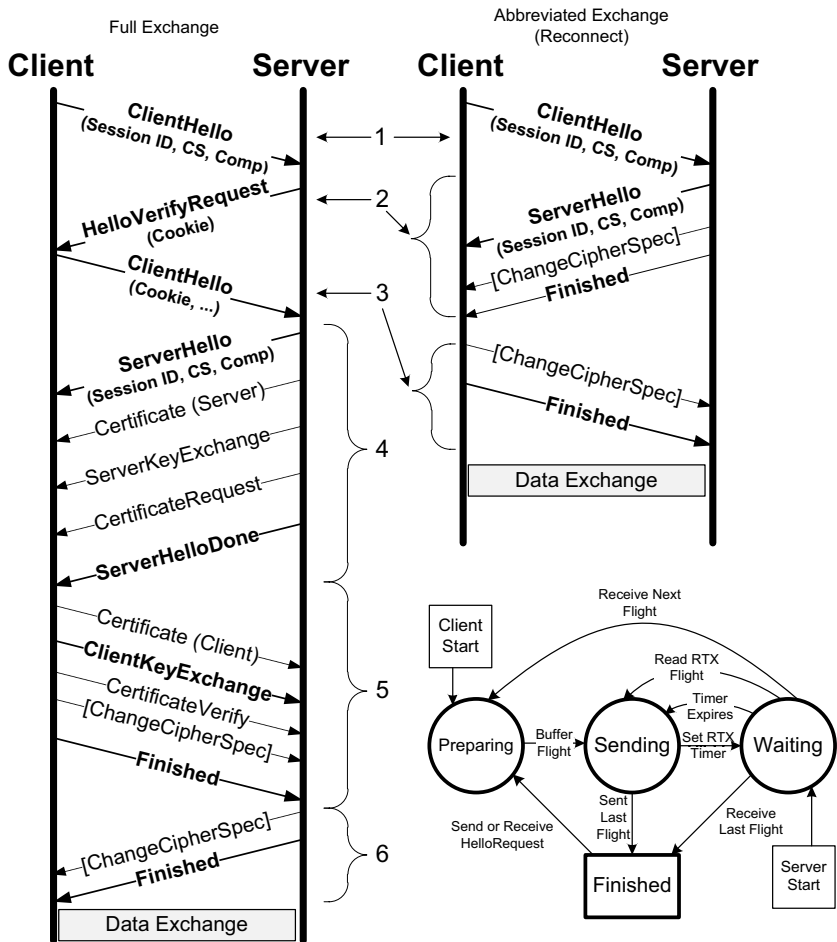 Full Exchange
Client
Server
ClientHello
(Session ID, CS, Comp)
HelloVerifyRequest
(Cookie)
ClientHello
(Cookie, ...)
ServerHello
(Session ID, CS, Comp)
Certificate (Server)
ServerKeyExchange
CertificateRequest
ServerHelloDone
Certificate (Client)
ClientKeyExchange
CertificateVerify
[ChangeCipherSpec]
Finished
[ChangeCipherSpec]
Finished
Data Exchange
1
2
3
4
5
6
Abbreviated Exchange
(Reconnect)
Client
Server
ClientHello
(Session ID, CS, Comp)
ServerHello
(Session ID, CS, Comp)
[ChangeCipherSpec]
Finished
[ChangeCipherSpec]
Finished
Data Exchange
Client
Start
Receive Next
Flight
Read RTX
Flight
Timer
Expires
Preparing
Buffer
Flight
Sending
Set RTX
Timer
Waiting
Send or Receive
HelloRequest
Sent
Last
Flight
Receive
Last Flight
Finished
Server
Start